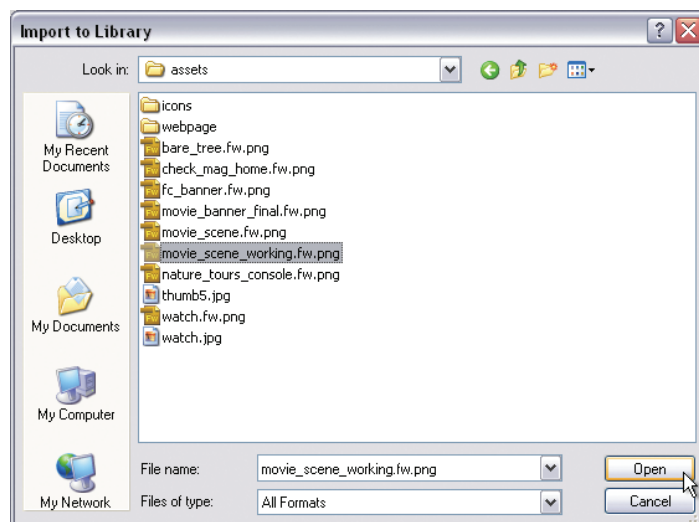 Import to Library
Look in:
assets
My Recent
Documents
Desktop
My Documents
My Computer
My Network
icons
webpage
bare_tree.fw.png
check_mag_home.fw.png
fc_banner.fw.png
movie_banner_final.fw.png
movie_scene.fw.png
movie_scene_working.fw.png
nature_tours_console.fw.png
thumb5.jpg
watch.fw.png
watch.jpg
File name:
movie_scene_working.fw.png
Open
Files of type:
All Formats
Cancel